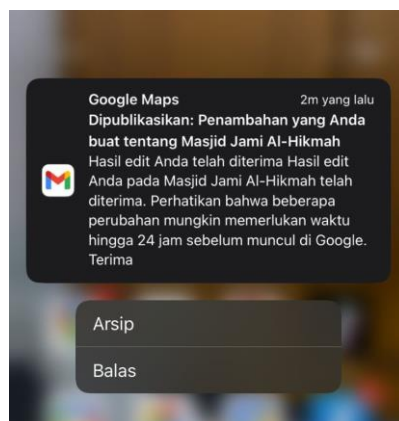 Google Maps 2m yang lalu
Dipublikasikan: Penambahan yang Anda
buat tentang Masjid Jami Al-Hikmah
Hasil edit Anda telah diterima Hasil edit
Anda pada Masjid Jami Al-Hikmah telah
diterima. Perhatikan bahwa beberapa
perubahan mungkin memerlukan waktu
hingga 24 jam sebelum muncul di Google.
Terima
Arsip
Balas